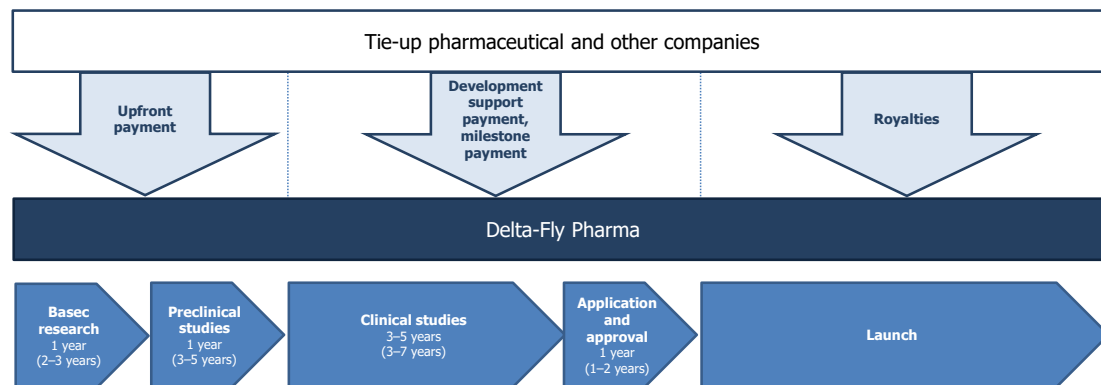 Tie-up pharmaceutical and other companies
Upfront
payment
Development
support
payment,
milestone
payment
Royalties
Delta-Fly Pharma
Basec
research
1 year
(2–3 years)
Preclinical
studies
1 year
(3–5 years)
Clinical studies
3–5 years
(3–7 years)
Application
and
approval
1 year
(1–2 years)
Launch